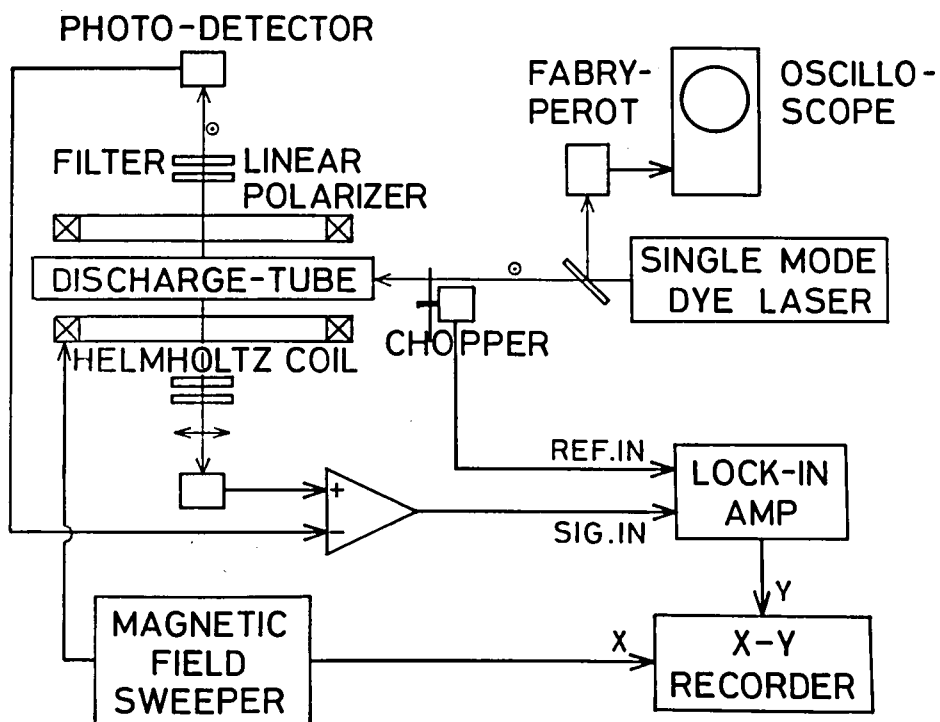 PHOTO-DETECTOR
FABRY-
PEROT
OSCILLO-
SCOPE
FILTER
LINEAR
POLARIZER
DISCHARGE-TUBE
SINGLE MODE
DYE LASER
CHOPPER
HELMHOLTZ COIL
REF.IN
LOCK-IN
AMP
+
−
SIG.IN
Y
MAGNETIC
FIELD
SWEEPER
X
X-Y
RECORDER